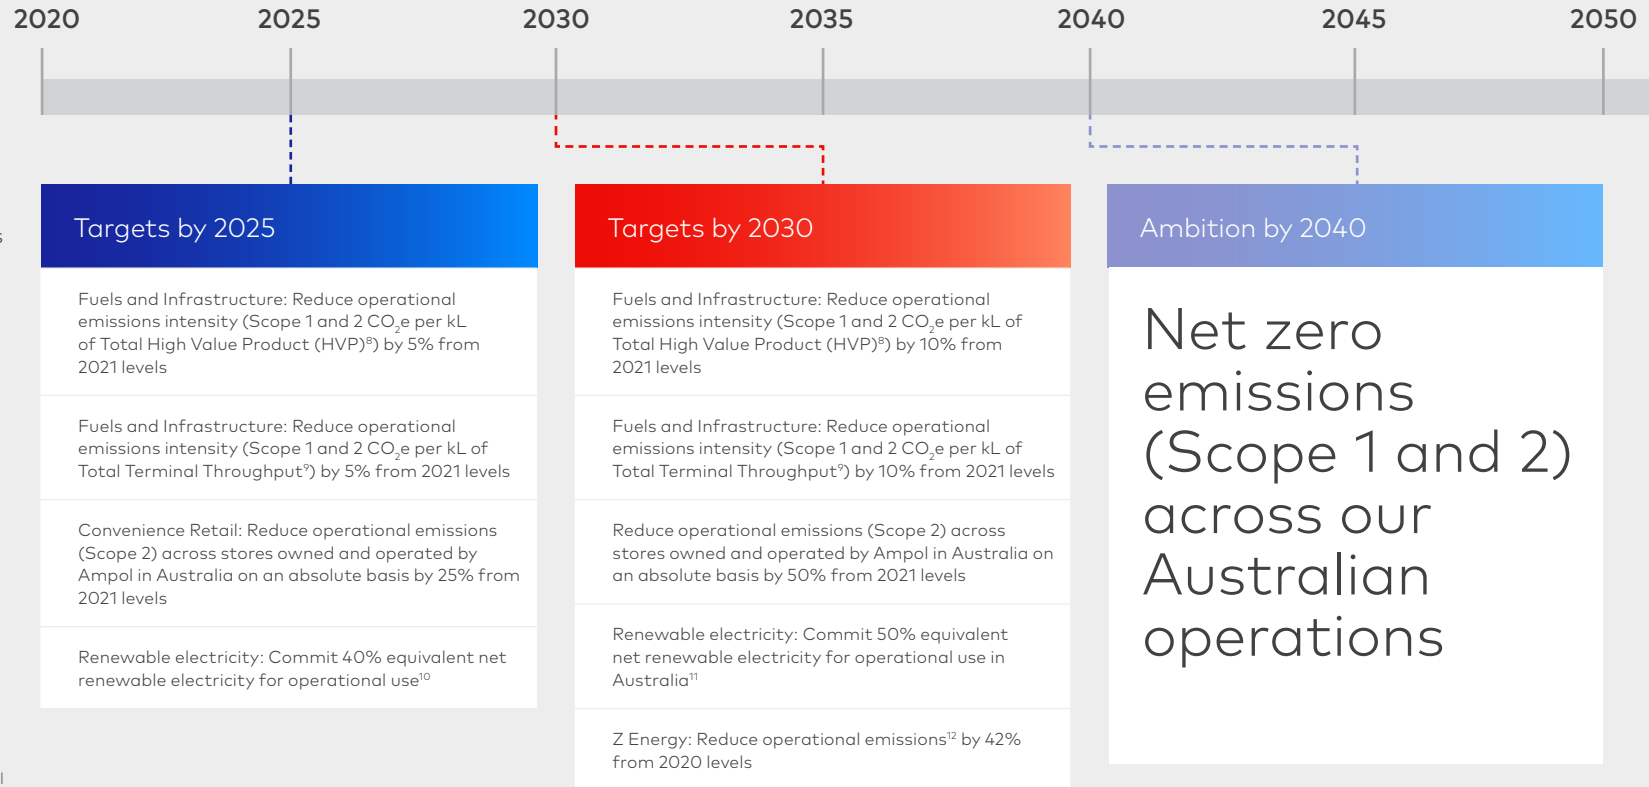 2020 2025 2030 2035 2040 2045 2050
Targets by 2025
Fuels and Infrastructure: Reduce operational
emissions intensity (Scope 1 and 2 CO₂e per kL
of Total High Value Product (HVP)⁸) by 5% from
2021 levels
Fuels and Infrastructure: Reduce operational
emissions intensity (Scope 1 and 2 CO₂e per kL of
Total Terminal Throughput⁹) by 5% from 2021 levels
Convenience Retail: Reduce operational emissions
(Scope 2) across stores owned and operated by
Ampol in Australia on an absolute basis by 25% from
2021 levels
Renewable electricity: Commit 40% equivalent net
renewable electricity for operational use¹⁰
Targets by 2030
Fuels and Infrastructure: Reduce operational
emissions intensity (Scope 1 and 2 CO₂e per kL of
Total High Value Product (HVP)⁸) by 10% from
2021 levels
Fuels and Infrastructure: Reduce operational
emissions intensity (Scope 1 and 2 CO₂e per kL of
Total Terminal Throughput⁹) by 10% from 2021 levels
Reduce operational emissions (Scope 2) across
stores owned and operated by Ampol in Australia on
an absolute basis by 50% from 2021 levels
Renewable electricity: Commit 50% equivalent
net renewable electricity for operational use in
Australia¹¹
Z Energy: Reduce operational emissions¹² by 42%
from 2020 levels
Ambition by 2040
Net zero
emissions
(Scope 1 and 2)
across our
Australian
operations